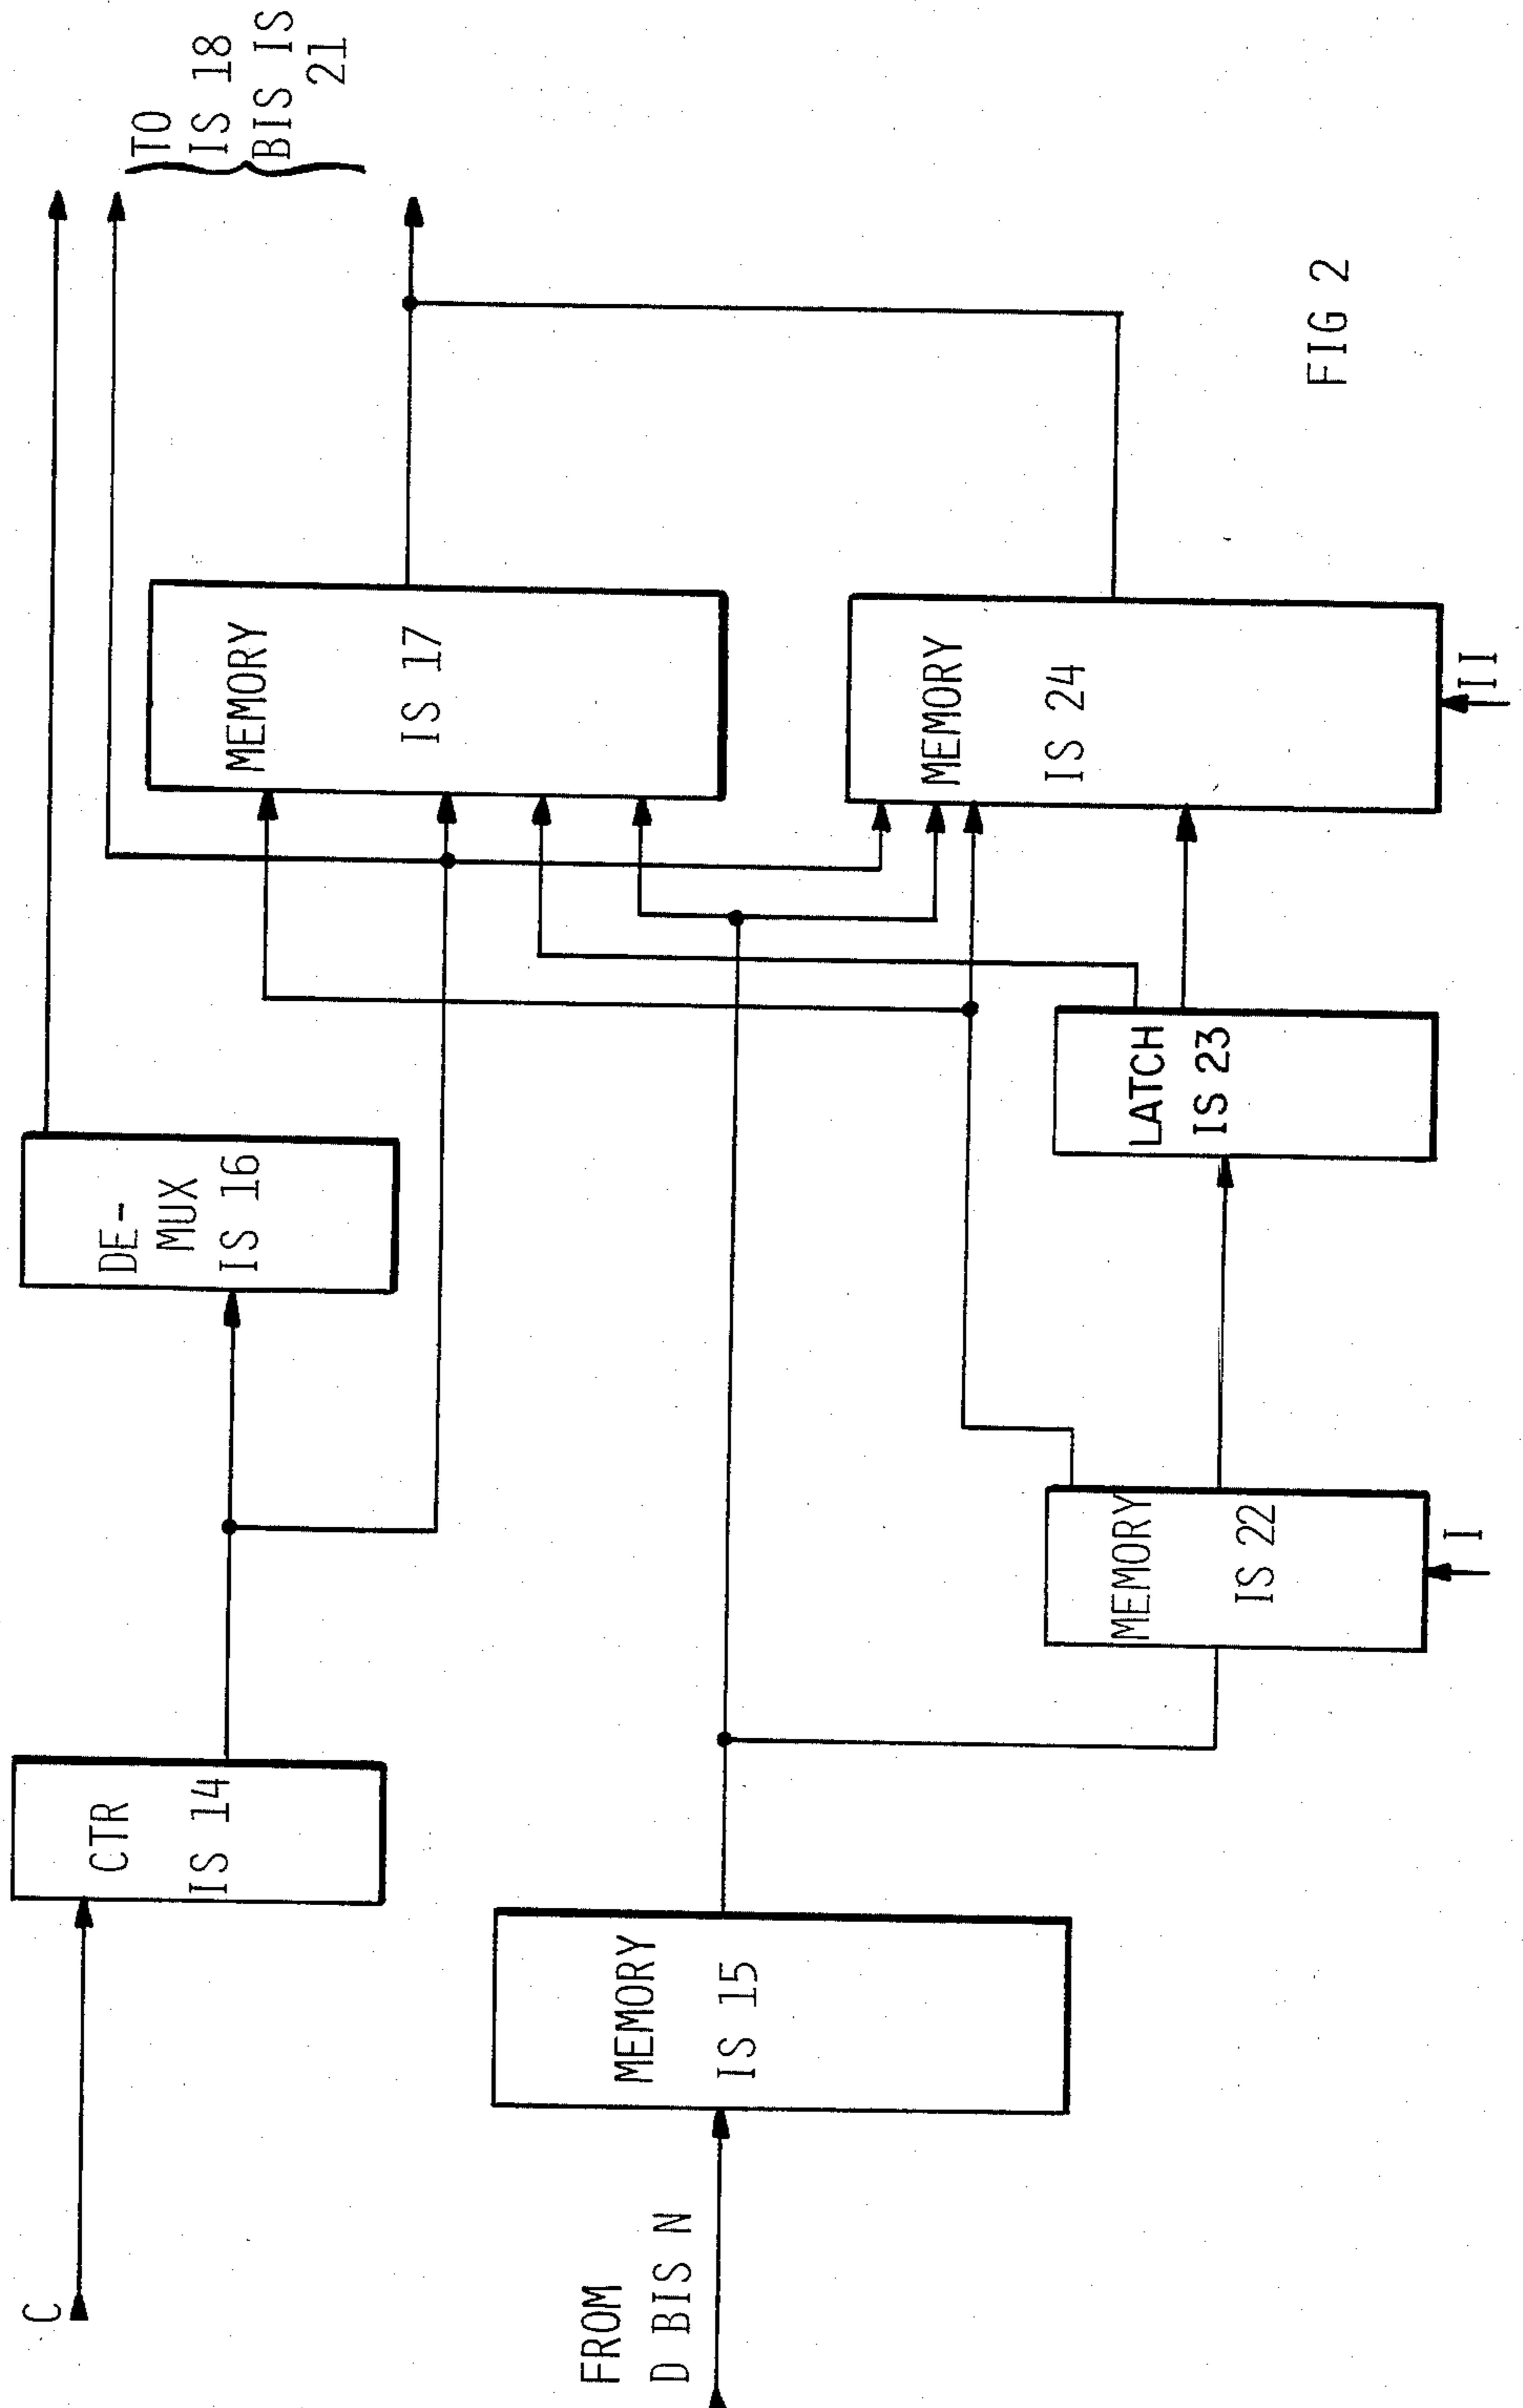 C
CTR
IS 14
DE-
MUX
IS 16
TO
IS 18
BIS IS
21
MEMORY
IS 17
FROM
D BIS N
MEMORY
IS 15
MEMORY
IS 22
I
LATCH
IS 23
MEMORY
IS 24
II
FIG 2